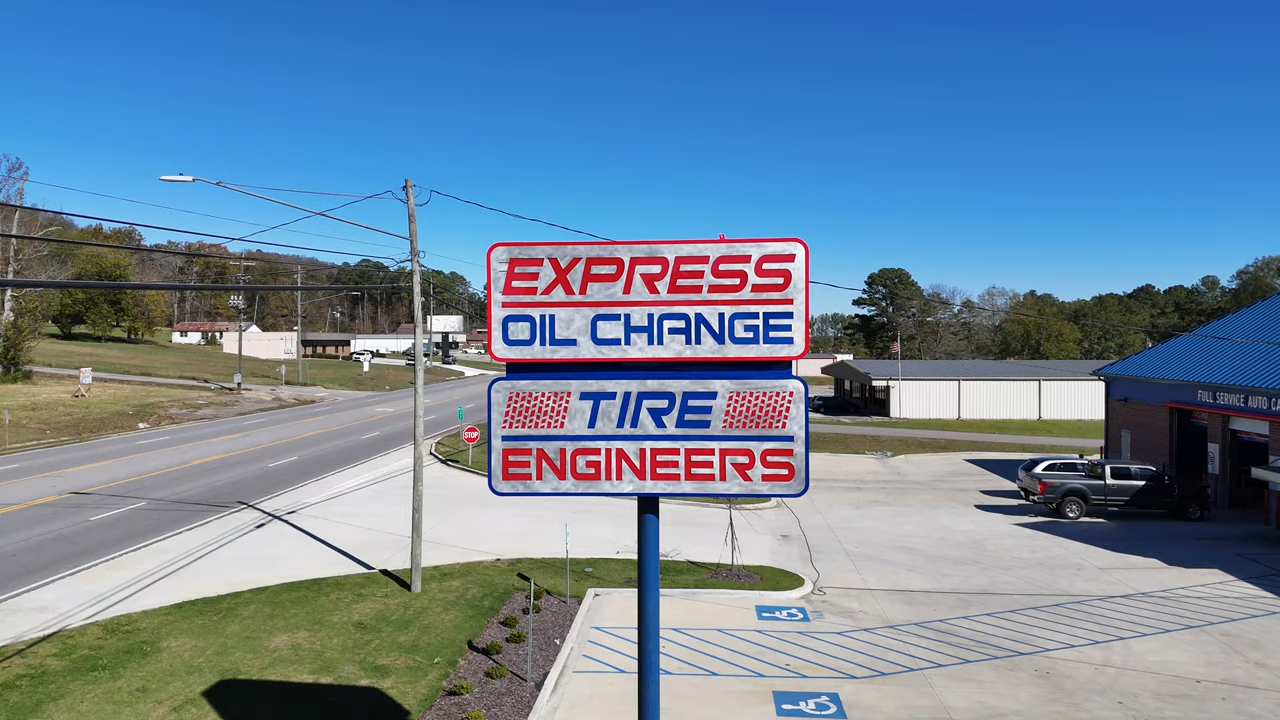 EXPRESS
OIL CHANGE
TIRE
ENGINEERS
STOP
FULL SERVICE AUTO CA